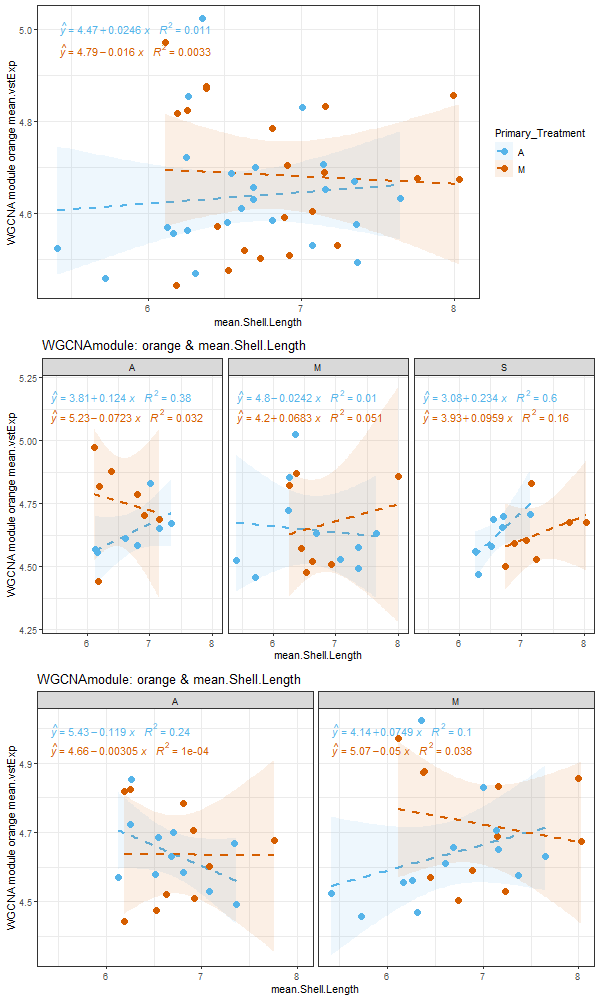 5.0
4.8
4.6
WGCNA module orange mean.vstExp
ŷ = 4.47+0.0246 x R² = 0.011
ŷ = 4.79−0.016 x R² = 0.0033
6 7 8
mean.Shell.Length
Primary_Treatment
A
M
WGCNAmodule: orange & mean.Shell.Length
A M S
5.25
5.00
4.75
4.50
4.25
WGCNA module orange mean.vstExp
ŷ = 3.81+0.124 x R² = 0.38
ŷ = 5.23−0.0723 x R² = 0.032
ŷ = 4.8−0.0242 x R² = 0.01
ŷ = 4.2+0.0683 x R² = 0.051
ŷ = 3.08+0.234 x R² = 0.6
ŷ = 3.93+0.0959 x R² = 0.16
6 7 8 6 7 8 6 7 8
mean.Shell.Length
WGCNAmodule: orange & mean.Shell.Length
A M
4.9
4.7
4.5
WGCNA module orange mean.vstExp
ŷ = 5.43−0.119 x R² = 0.24
ŷ = 4.66−0.00305 x R² = 1e−04
ŷ = 4.14+0.0749 x R² = 0.1
ŷ = 5.07−0.05 x R² = 0.038
6 7 8 6 7 8
mean.Shell.Length